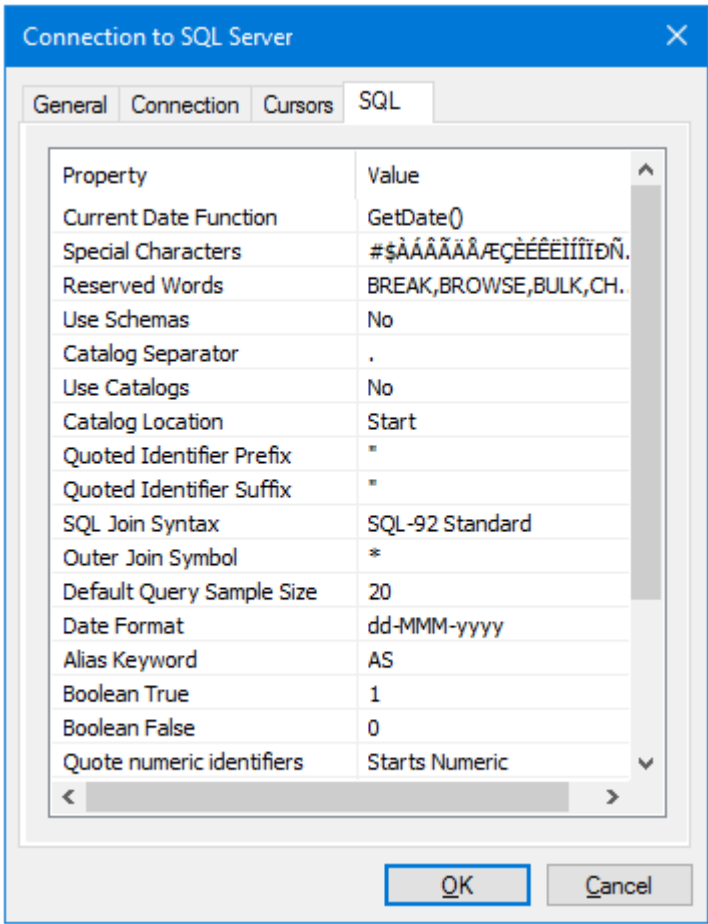 Connection to SQL Server
General Connection Cursors SQL
Property Value
Current Date Function GetDate()
Special Characters #$ÀÁÂÃÄÅÆÇÈÉÊËÌÍÎÏÐÑ.
Reserved Words BREAK,BROWSE,BULK,CH..
Use Schemas No
Catalog Separator .
Use Catalogs No
Catalog Location Start
Quoted Identifier Prefix "
Quoted Identifier Suffix "
SQL Join Syntax SQL-92 Standard
Outer Join Symbol *
Default Query Sample Size 20
Date Format dd-MMM-yyyy
Alias Keyword AS
Boolean True 1
Boolean False 0
Quote numeric identifiers Starts Numeric
OK Cancel